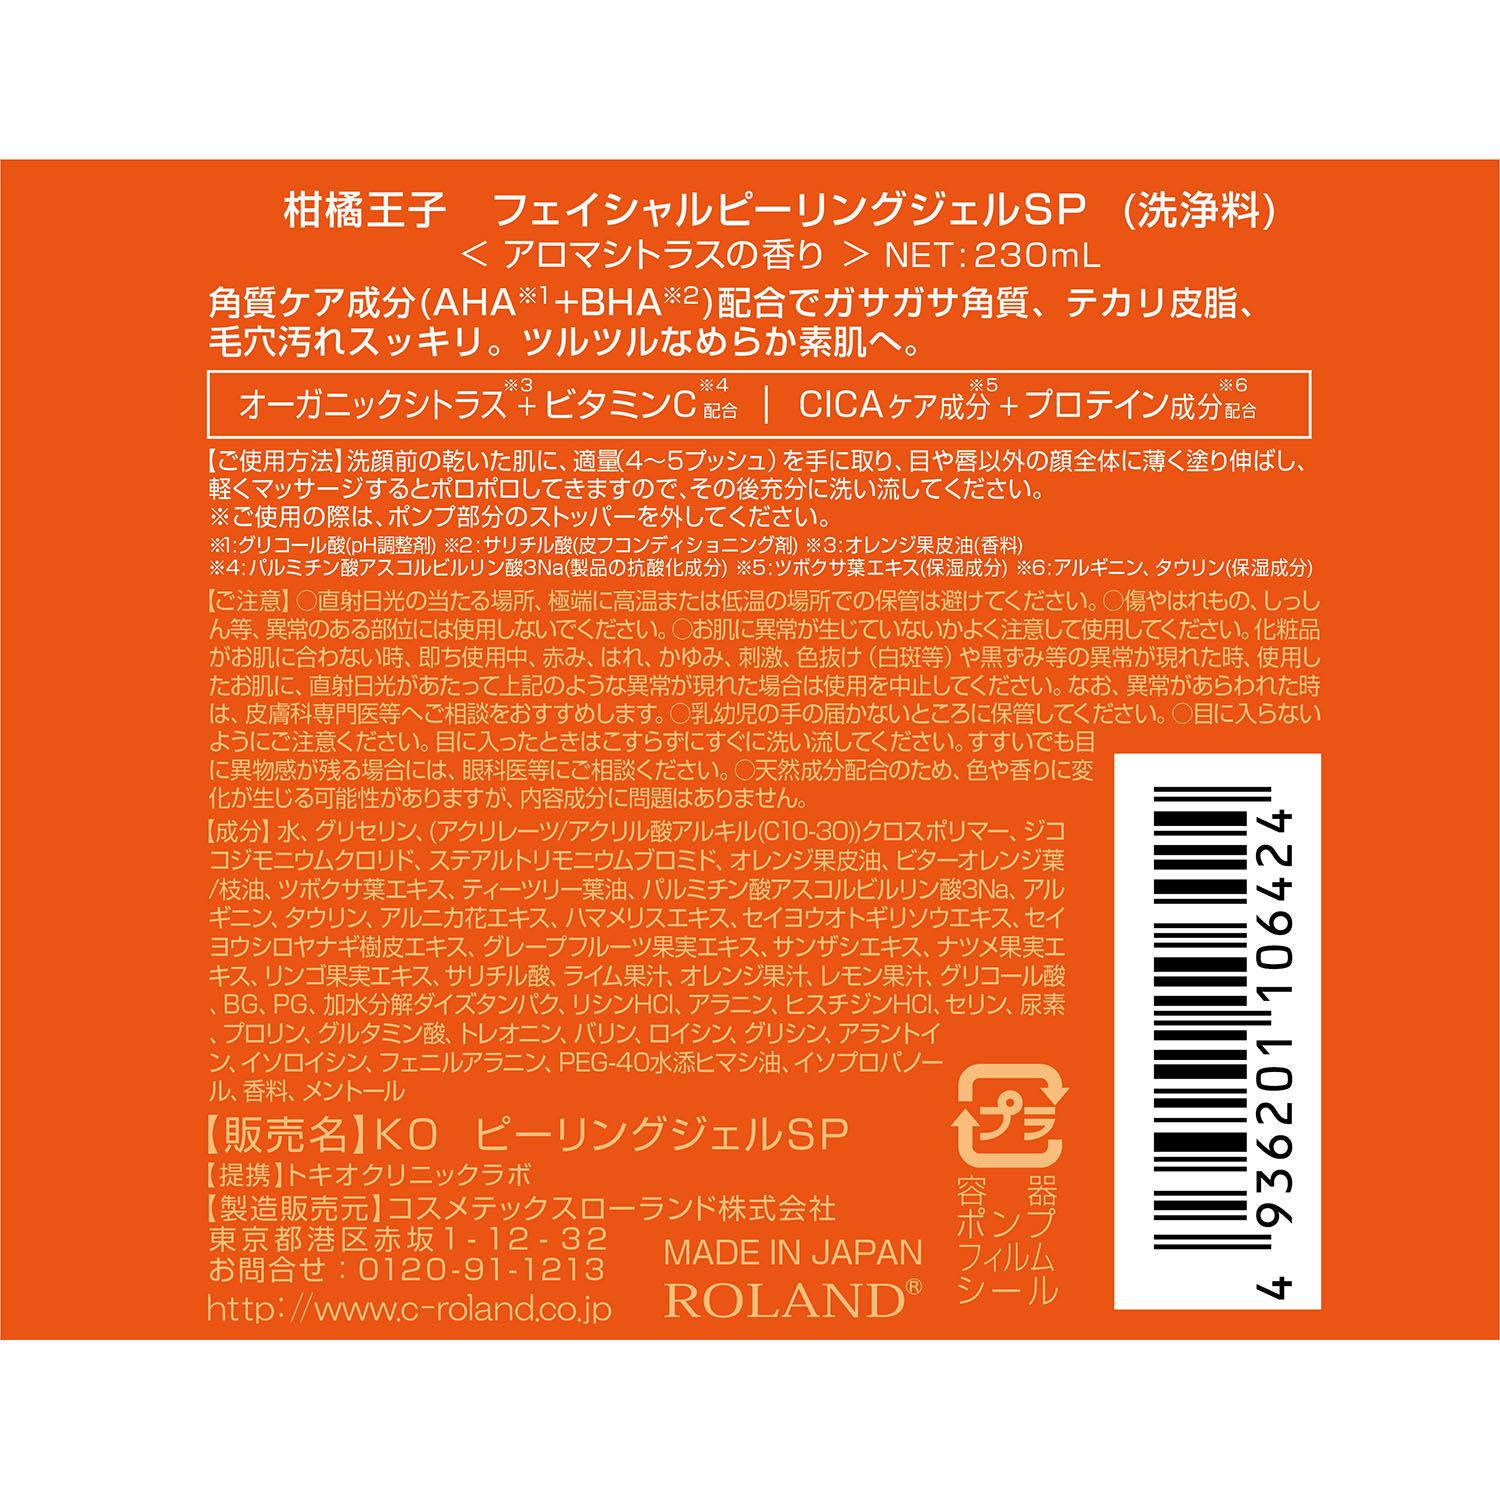 柑橘王子 フェイシャルピーリングジェルSP (洗浄料)
＜ アロマシトラスの香り ＞ NET:230mL
角質ケア成分(AHA※1+BHA※2)配合でガサガサ角質、テカリ皮脂、
毛穴汚れスッキリ。ツルツルなめらか素肌へ。
オーガニックシトラス※3+ビタミンC※4配合 | CICAケア成分※5+プロテイン成分※6配合
【ご使用方法】洗顔前の乾いた肌に、適量(4〜5プッシュ)を手に取り、目や唇以外の顔全体に薄く塗り伸ばし、
軽くマッサージするとポロポロしてきますので、その後充分に洗い流してください。
※ご使用の際は、ポンプ部分のストッパーを外してください。
※1:グリコール酸(pH調整剤) ※2:サリチル酸(皮フコンディショニング剤) ※3:オレンジ果皮油(香料)
※4:パルミチン酸アスコルビルリン酸3Na(製品の抗酸化成分) ※5:ツボクサ葉エキス(保湿成分) ※6:アルギニン、タウリン(保湿成分)
【ご注意】○直射日光の当たる場所、極端に高温または低温の場所での保管は避けてください。○傷やはれもの、しっし
ん等、異常のある部位には使用しないでください。○お肌に異常が生じていないかよく注意して使用してください。化粧品
がお肌に合わない時、即ち使用中、赤み、はれ、かゆみ、刺激、色抜け(白斑等)や黒ずみ等の異常が現れた時、使用し
たお肌に、直射日光があたって上記のような異常が現れた場合は使用を中止してください。なお、異常があらわれた時
は、皮膚科専門医等へご相談をおすすめします。○乳幼児の手の届かないところに保管してください。○目に入らない
ようにご注意ください。目に入ったときはこすらずにすぐに洗い流してください。すすいでも目
に異物感が残る場合には、眼科医等にご相談ください。○天然成分配合のため、色や香りに変
化が生じる可能性がありますが、内容成分に問題はありません。
【成分】水、グリセリン、(アクリレーツ/アクリル酸アルキル(C10-30))クロスポリマー、ジコ
コジモニウムクロリド、ステアルトリモニウムブロミド、オレンジ果皮油、ビターオレンジ葉
/枝油、ツボクサ葉エキス、ティーツリー葉油、パルミチン酸アスコルビルリン酸3Na、アル
ギニン、タウリン、アルニカ花エキス、ハマメリスエキス、セイヨウオトギリソウエキス、セイ
ヨウシロヤナギ樹皮エキス、グレープフルーツ果実エキス、サンザシエキス、ナツメ果実エ
キス、リンゴ果実エキス、サリチル酸、ライム果汁、オレンジ果汁、レモン果汁、グリコール酸
、BG、PG、加水分解ダイズタンパク、リシンHCl、アラニン、ヒスチジンHCl、セリン、尿素
、プロリン、グルタミン酸、トレオニン、バリン、ロイシン、グリシン、アラントイ
ン、イソロイシン、フェニルアラニン、PEG-40水添ヒマシ油、イソプロパノー
ル、香料、メントール
【販売名】KO ピーリングジェルSP
【提携】トキオクリニックラボ
【製造販売元】コスメテックスローランド株式会社
東京都港区赤坂1-12-32
お問合せ:0120-91-1213
http://www.c-roland.co.jp
MADE IN JAPAN
ROLAND®
プラ
容器
ポンプ
フィルム
シール
4 936201 106424